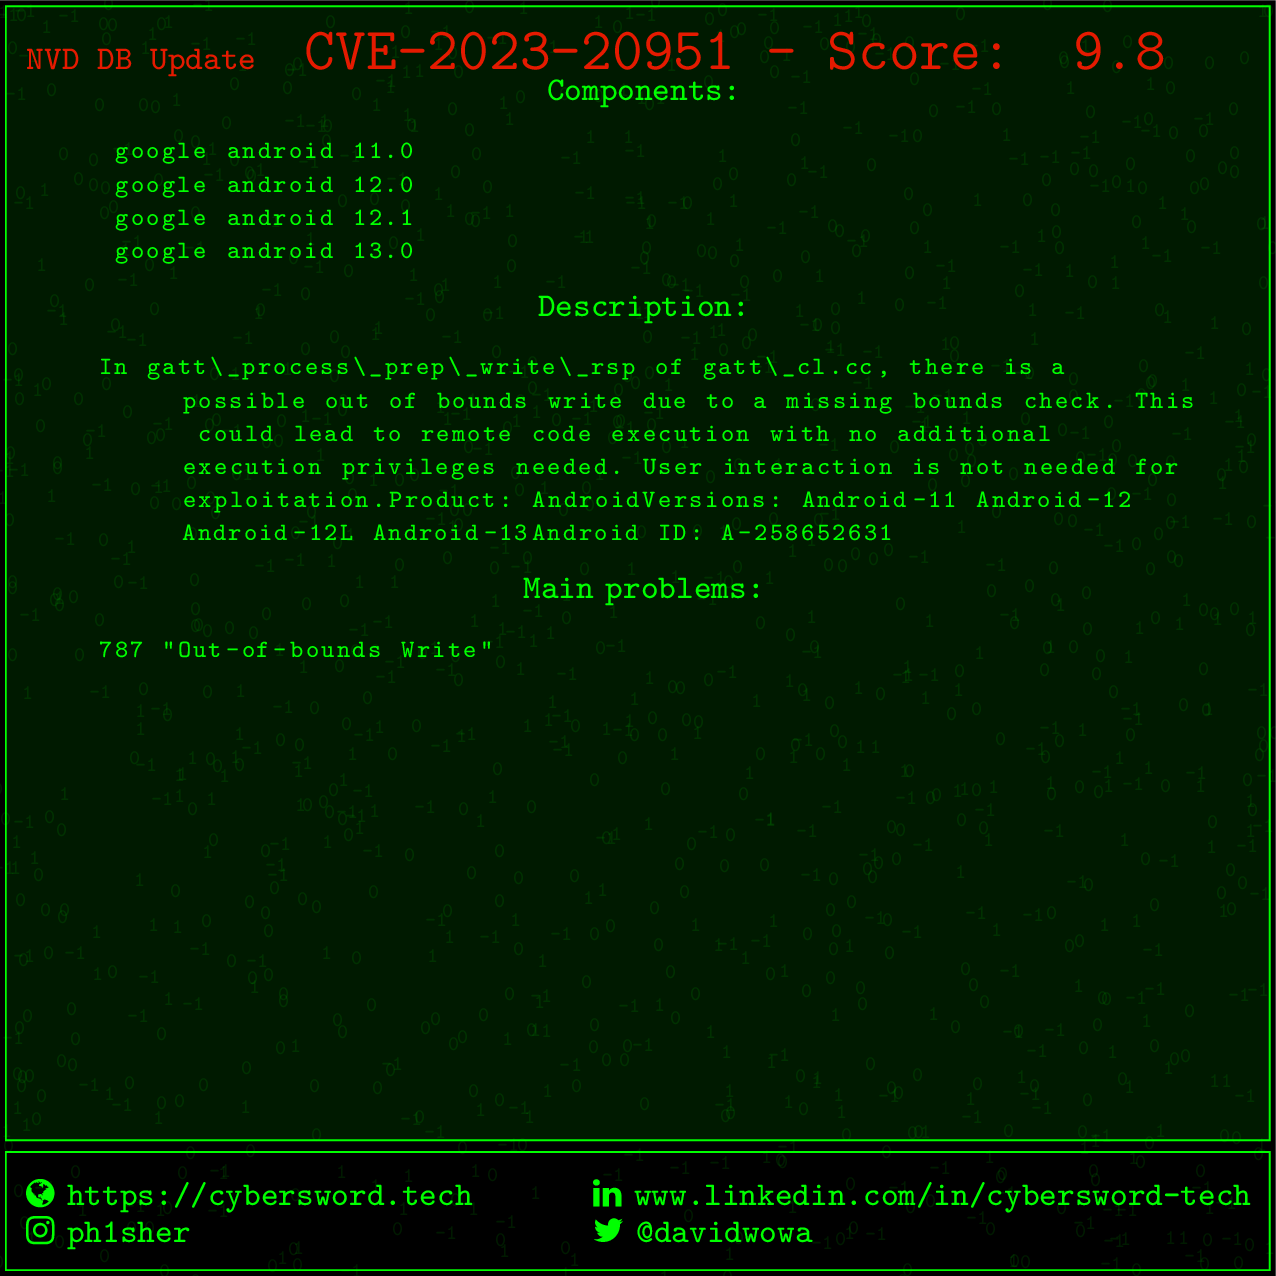 NVD DB Update CVE-2023-20951 - Score: 9.8
Components:
google android 11.0
google android 12.0
google android 12.1
google android 13.0
Description:
In gatt\_process\_prep\_write\_rsp of gatt\_cl.cc, there is a
possible out of bounds write due to a missing bounds check. This
could lead to remote code execution with no additional
execution privileges needed. User interaction is not needed for
exploitation.Product: AndroidVersions: Android-11 Android-12
Android-12L Android-13Android ID: A-258652631
Main problems:
787 "Out-of-bounds Write"
https://cybersword.tech
www.linkedin.com/in/cybersword-tech
ph1sher
@davidwowa